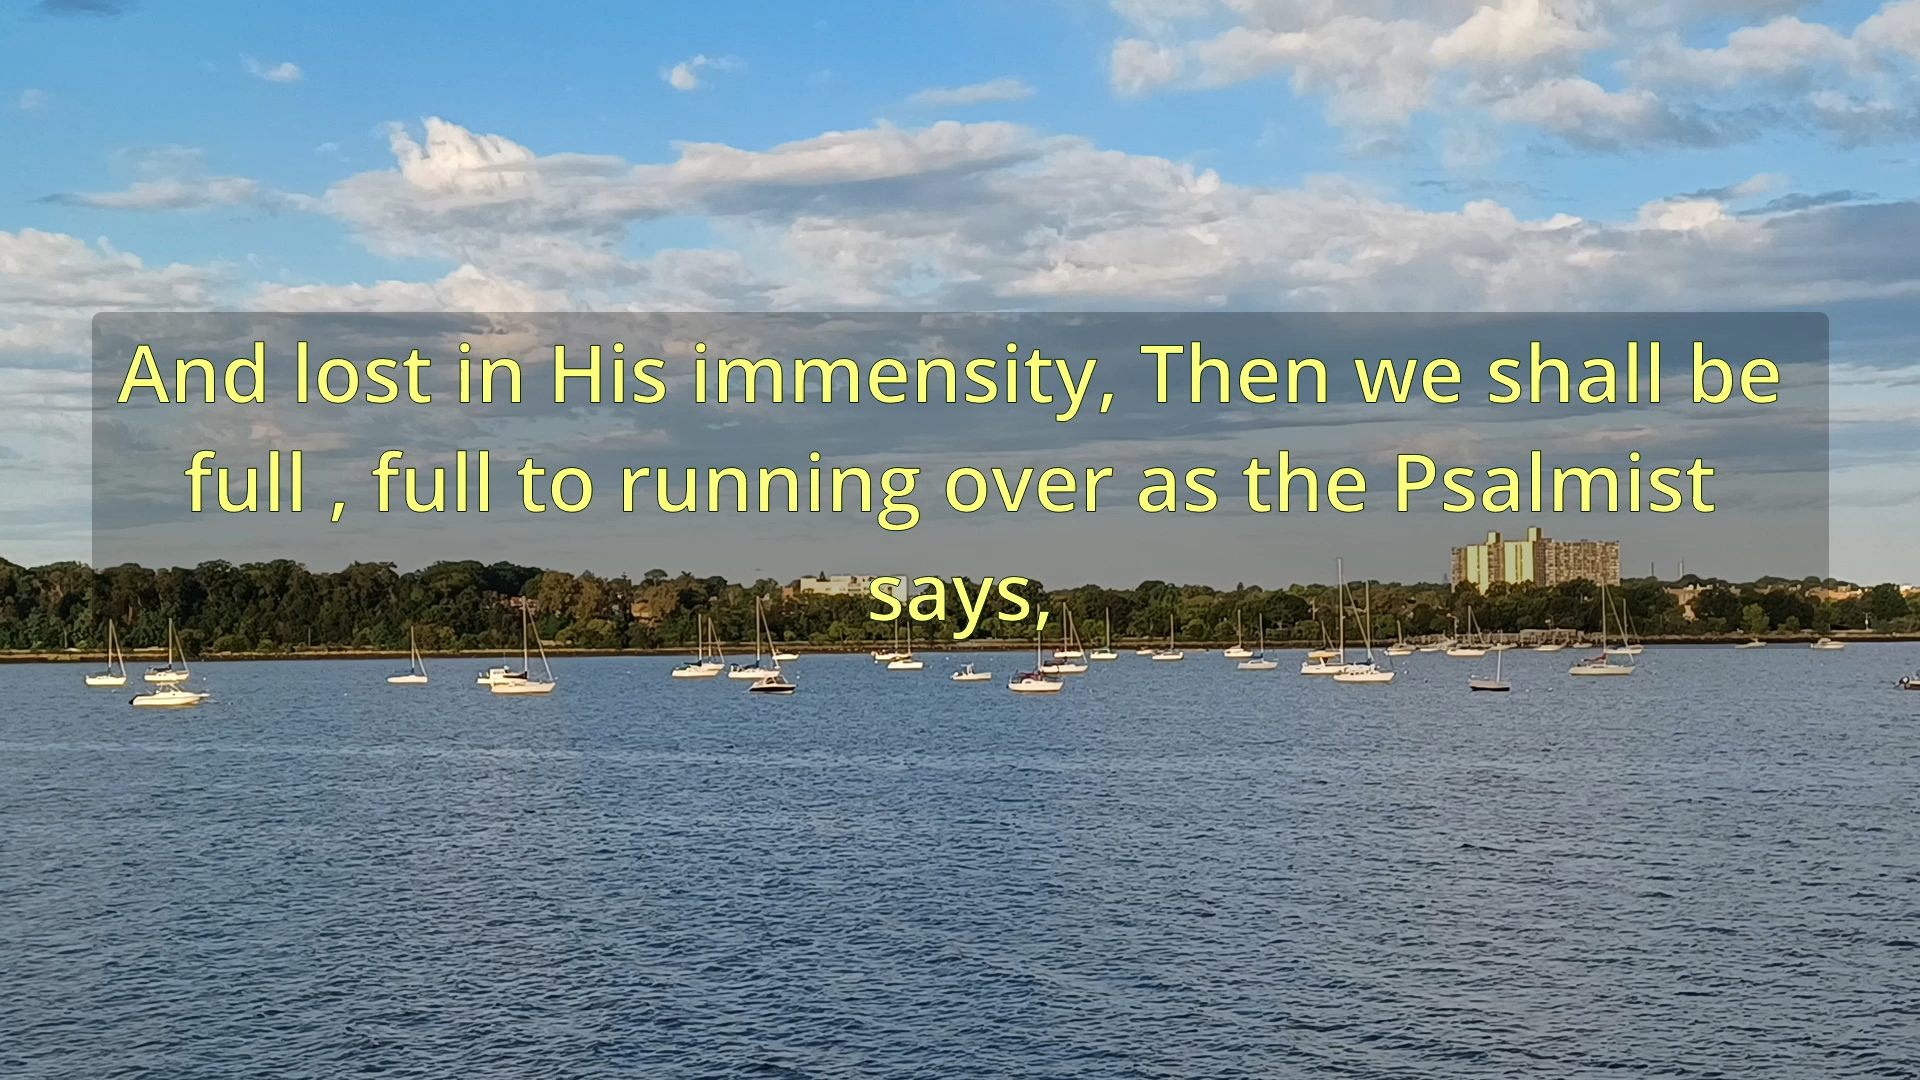 And lost in His immensity, Then we shall be
full , full to running over as the Psalmist
says,